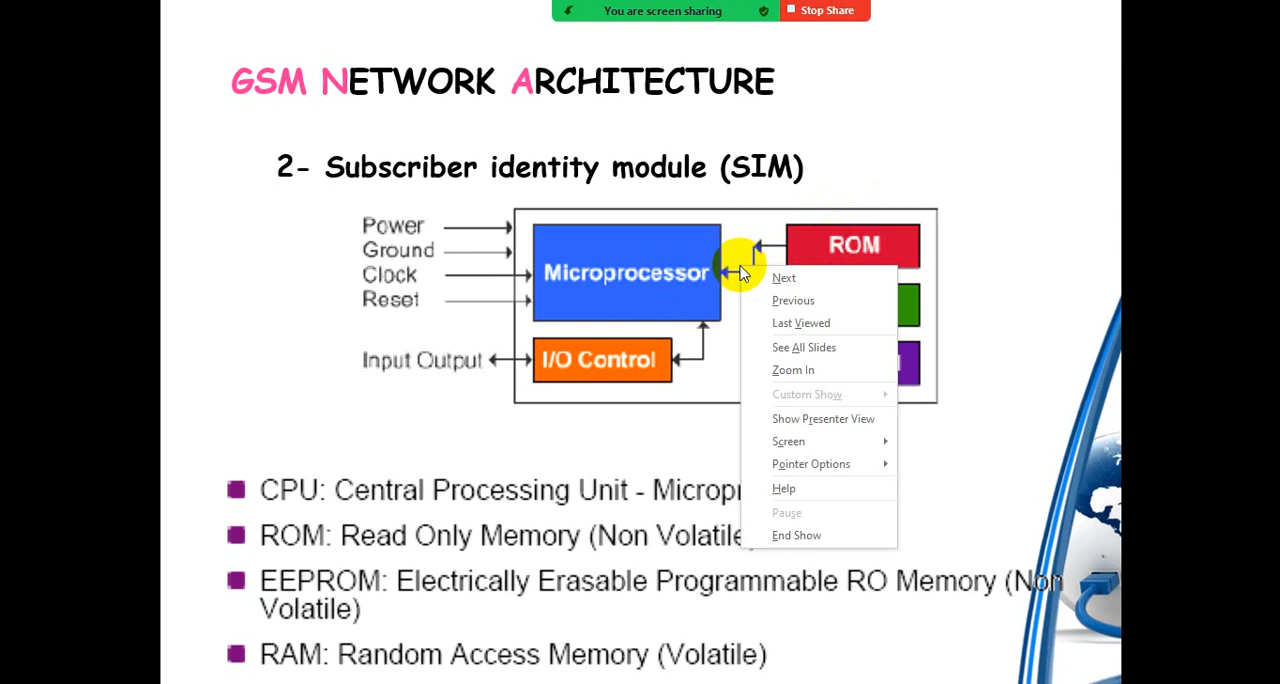 You are screen sharing
Stop Share
GSM NETWORK ARCHITECTURE
2- Subscriber identity module (SIM)
Power
Ground
Clock
Reset
Input Output
Microprocessor
I/O Control
ROM
Next
Previous
Last Viewed
See All Slides
Zoom In
Custom Show
Show Presenter View
Screen
Pointer Options
Help
Pause
End Show
CPU: Central Processing Unit -
ROM: Read Only Memory (Non Volatile)
EEPROM: Electrically Erasable Programmable RO Memory (Non
Volatile)
RAM: Random Access Memory (Volatile)